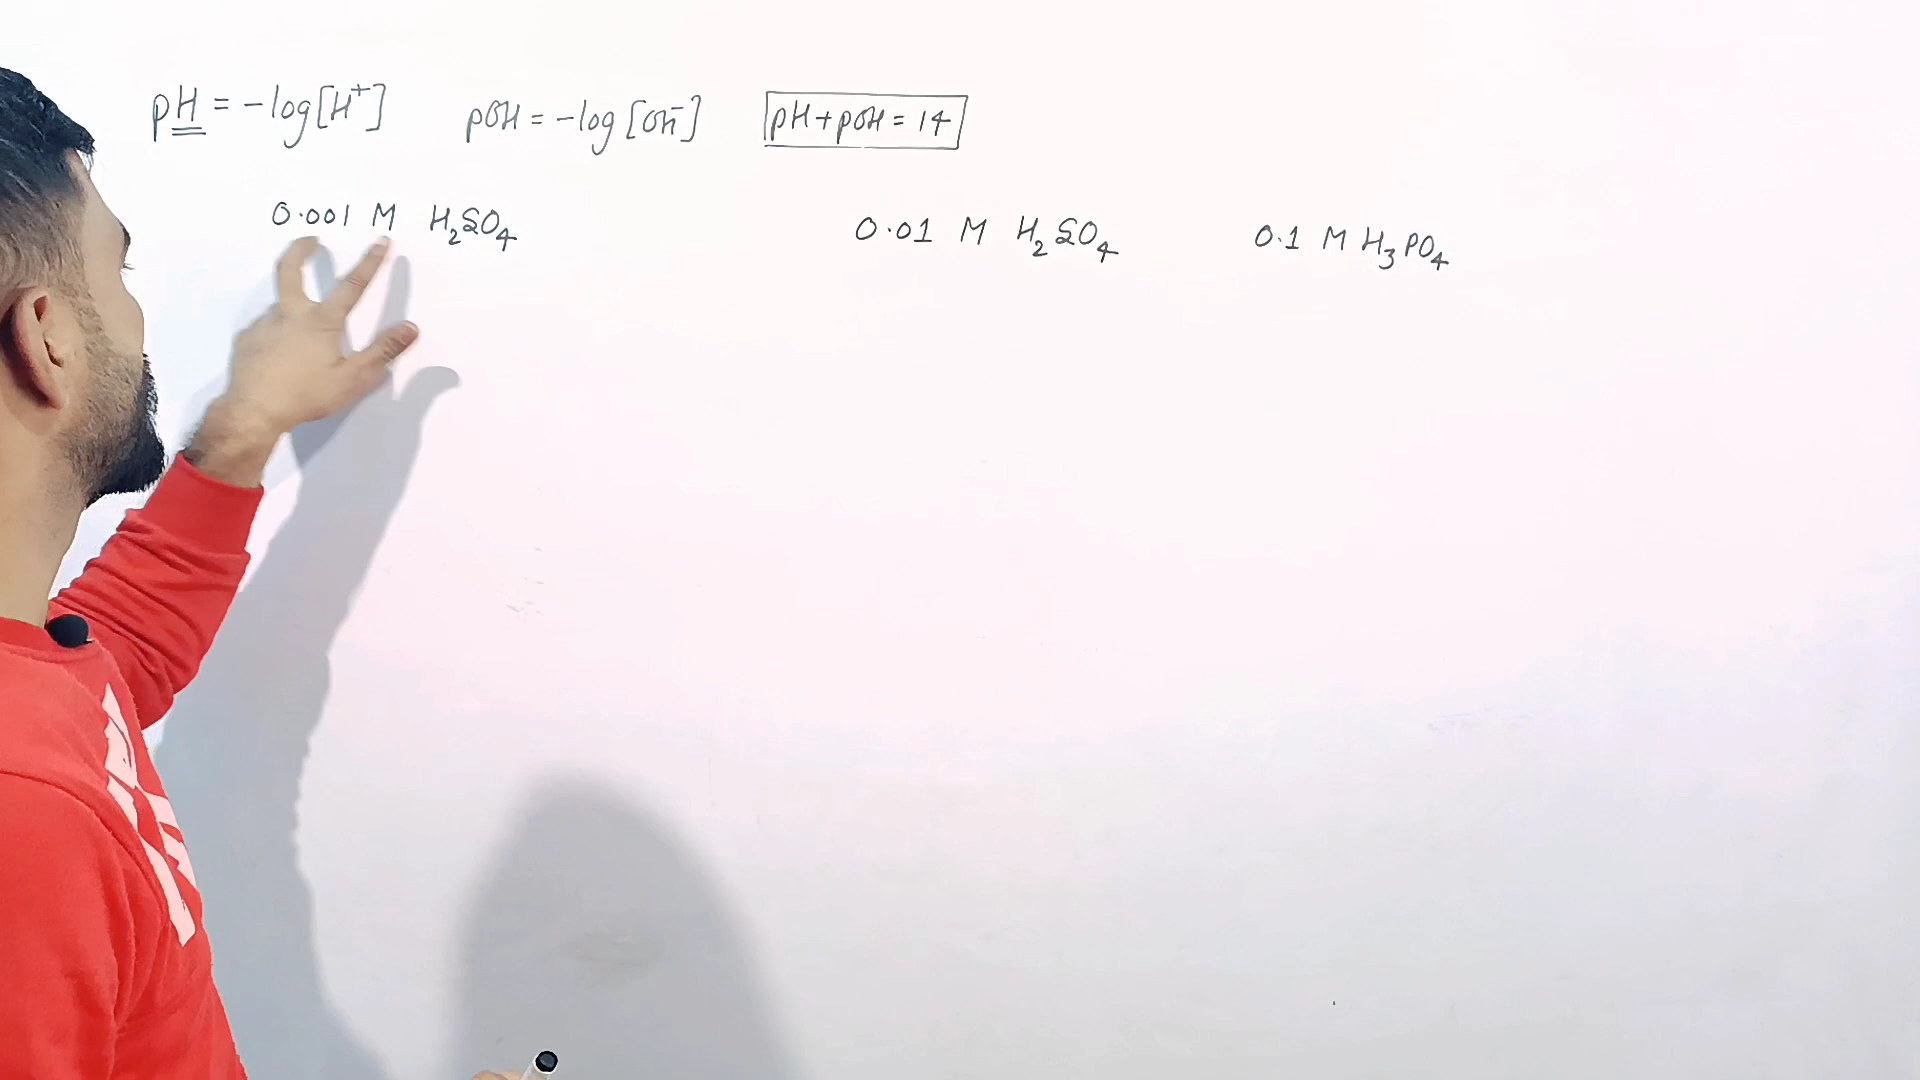 pH = -log[H⁺] pOH = -log[OH⁻] pH+pOH = 14
0.001 M H₂SO₄ 0.01 M H₂SO₄ 0.1 M H₃PO₄